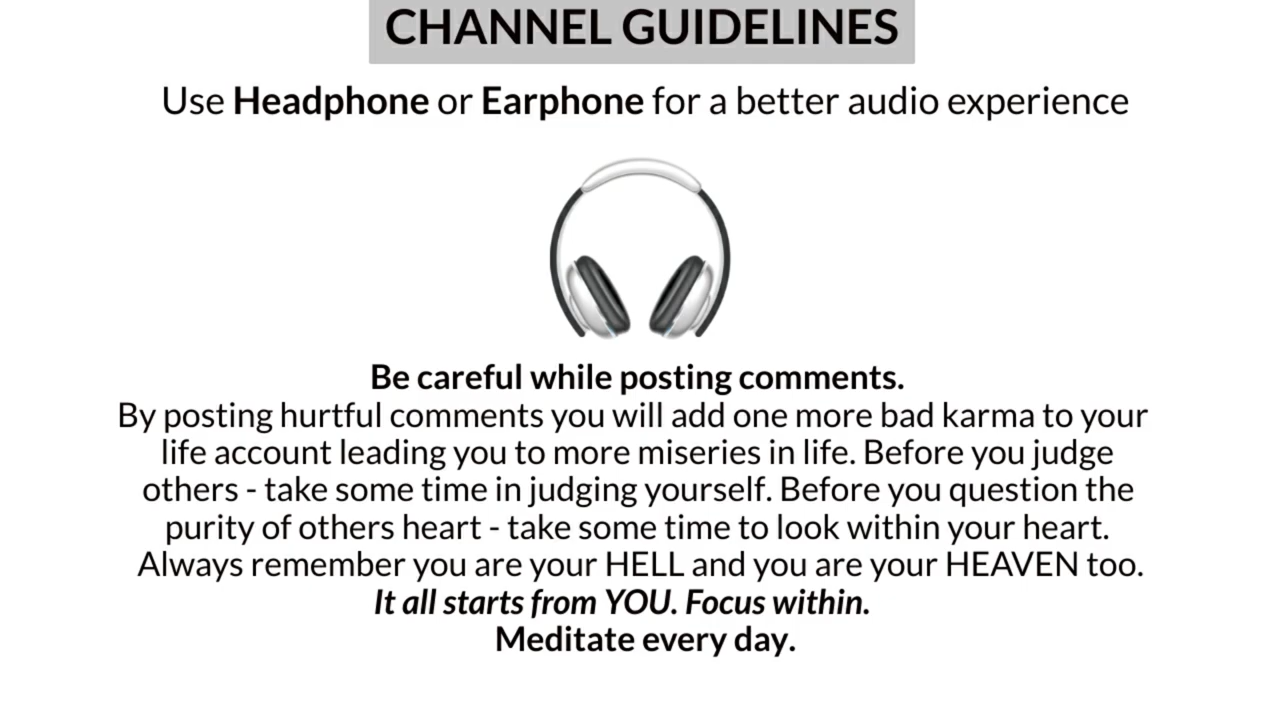 CHANNEL GUIDELINES
Use Headphone or Earphone for a better audio experience
Be careful while posting comments.
By posting hurtful comments you will add one more bad karma to your
life account leading you to more miseries in life. Before you judge
others - take some time in judging yourself. Before you question the
purity of others heart - take some time to look within your heart.
Always remember you are your HELL and you are your HEAVEN too.
It all starts from YOU. Focus within.
Meditate every day.